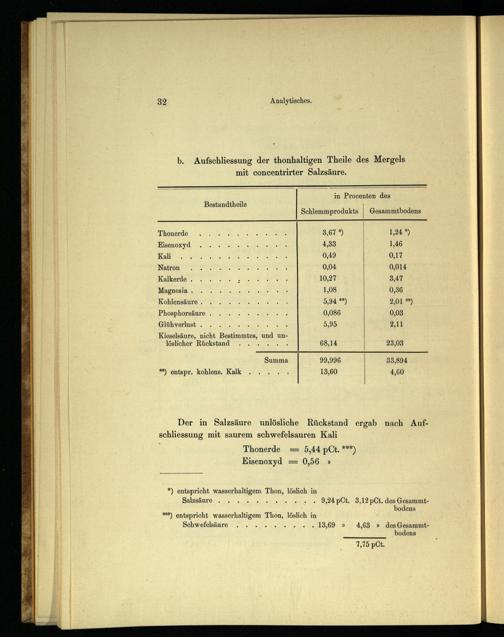 32 Analytisches.
b. Aufschliessung der thonhaltigen Theile des Mergels
mit concentrirter Salzsäure.
Bestandtheile in Procenten des
Schlemmprodukts Gesammtbodens
Thonerde . . . . . . . . . . 3,67 *) 1,24 *)
Eisenoxyd . . . . . . . . . . 4,33 1,46
Kali . . . . . . . . . . . . 0,49 0,17
Natron . . . . . . . . . . . 0,04 0,014
Kalkerde . . . . . . . . . . . 10,27 3,47
Magnesia . . . . . . . . . . . 1,08 0,36
Kohlensäure . . . . . . . . . . 5,94 **) 2,01 **)
Phosphorsäure . . . . . . . . . 0,086 0,03
Glühverlust . . . . . . . . . . 5,95 2,11
Kieselsäure, nicht Bestimmtes, und un-
löslicher Rückstand . . . . . . 68,14 23,03
Summa 99,996 33,894
**) entspr. kohlens. Kalk . . . . . 13,60 4,60
Der in Salzsäure unlösliche Rückstand ergab nach Auf-
schliessung mit saurem schwefelsauren Kali
Thonerde = 5,44 pCt. ***)
Eisenoxyd = 0,56 »
*) entspricht wasserhaltigem Thon, löslich in
Salzsäure . . . . . . . . . . . 9,24 pCt. 3,12 pCt. des Gesammt-
bodens
***) entspricht wasserhaltigem Thon, löslich in
Schwefelsäure . . . . . . . . . 13,69 » 4,63 » des Gesammt-
bodens
7,75 pCt.